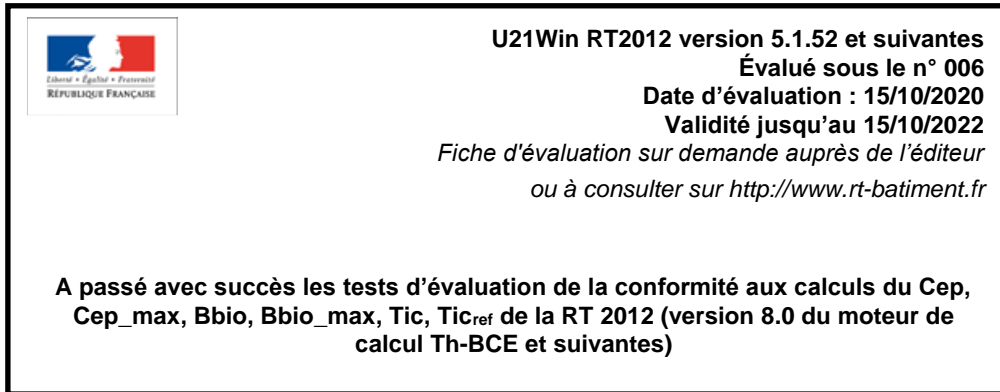 Liberté • Égalité • Fraternité
RÉPUBLIQUE FRANÇAISE
U21Win RT2012 version 5.1.52 et suivantes
Évalué sous le n° 006
Date d’évaluation : 15/10/2020
Validité jusqu’au 15/10/2022
Fiche d'évaluation sur demande auprès de l’éditeur
ou à consulter sur http://www.rt-batiment.fr
A passé avec succès les tests d’évaluation de la conformité aux calculs du Cep,
Cep_max, Bbio, Bbio_max, Tic, Ticref de la RT 2012 (version 8.0 du moteur de
calcul Th-BCE et suivantes)